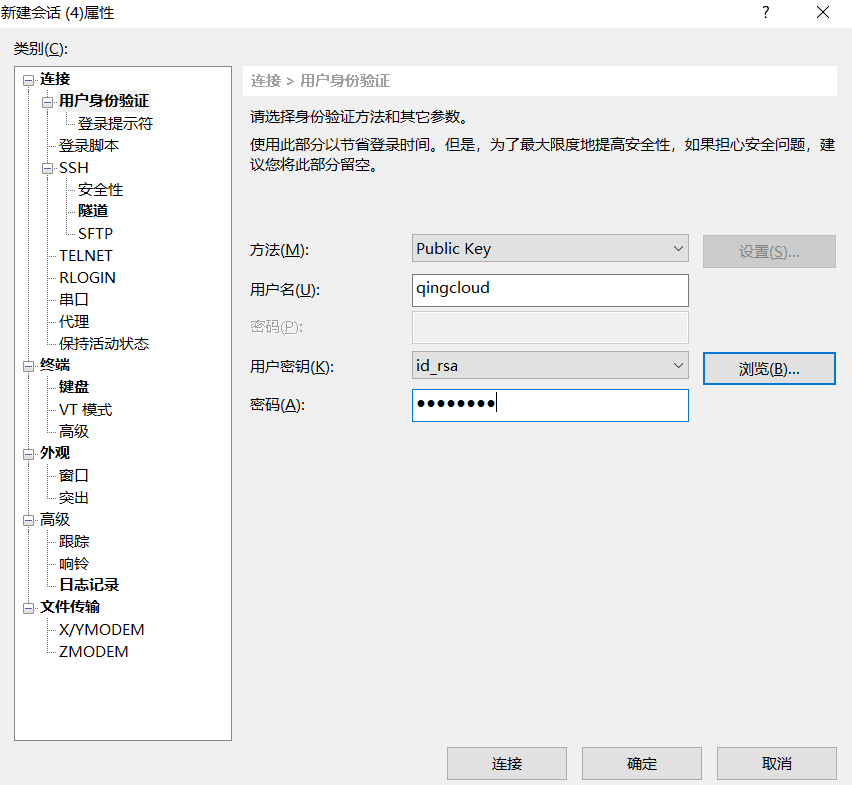 新建会话 (4)属性
?
类别(C):
连接
用户身份验证
登录提示符
登录脚本
SSH
安全性
隧道
SFTP
TELNET
RLOGIN
串口
代理
保持活动状态
终端
键盘
VT 模式
高级
外观
窗口
突出
高级
跟踪
响铃
日志记录
文件传输
X/YMODEM
ZMODEM
连接 > 用户身份验证
请选择身份验证方法和其它参数。
使用此部分以节省登录时间。但是，为了最大限度地提高安全性，如果担心安全问题，建
议您将此部分留空。
方法(M):
Public Key
设置(S)...
用户名(U):
qingcloud
密码(P):
用户密钥(K):
id_rsa
浏览(B)...
密码(A):
●●●●●●●●
连接
确定
取消